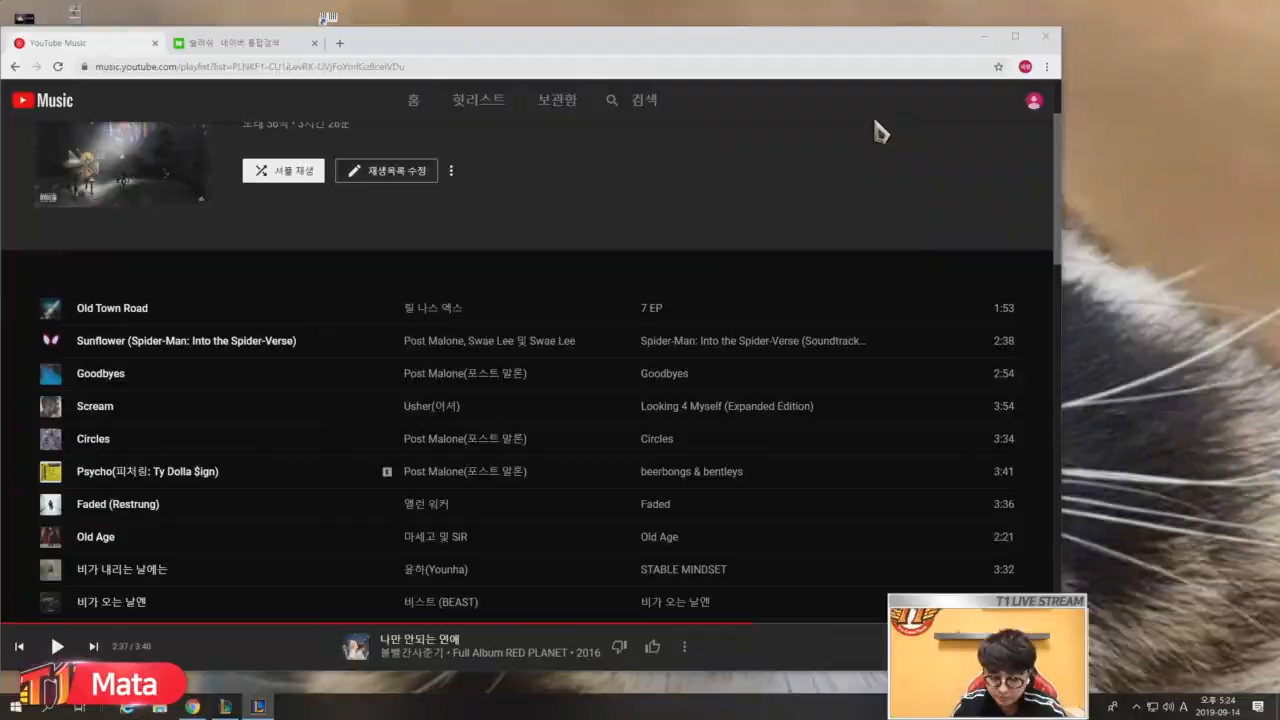 YouTube Music
네이버 통합검색
Music
홈
핫리스트
보관함
검색
셔플 재생
재생목록 수정
Old Town Road
릴 나스 엑스
7 EP
1:53
Sunflower (Spider-Man: Into the Spider-Verse)
Post Malone, Swae Lee 및 Swae Lee
Spider-Man: Into the Spider-Verse (Soundtrack...
2:38
Goodbyes
Post Malone(포스트 말론)
Goodbyes
2:54
Scream
Usher(어셔)
Looking 4 Myself (Expanded Edition)
3:54
Circles
Post Malone(포스트 말론)
Circles
3:34
Psycho(피처링: Ty Dolla $ign)
E
Post Malone(포스트 말론)
beerbongs & bentleys
3:41
Faded (Restrung)
앨런 워커
Faded
3:36
Old Age
마세고 및 SiR
Old Age
2:21
비가 내리는 날에는
윤하(Younha)
STABLE MINDSET
3:32
비가 오는 날엔
비스트 (BEAST)
비가 오는 날엔
T1 LIVE STREAM
2:37 / 3:40
나만 안되는 연애
볼빨간사춘기 • Full Album RED PLANET • 2016
T1
Mata
A
오후 5:24
2019-09-14